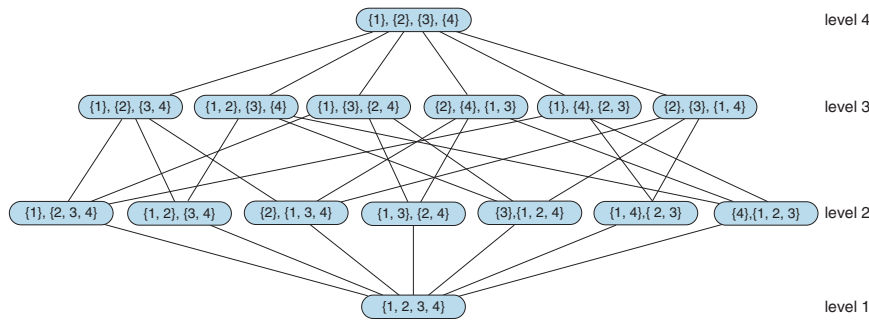 {1}, {2}, {3}, {4} level 4
{1}, {2}, {3, 4} {1, 2}, {3}, {4} {1}, {3}, {2, 4} {2}, {4}, {1, 3} {1}, {4}, {2, 3} {2}, {3}, {1, 4} level 3
{1}, {2, 3, 4} {1, 2}, {3, 4} {2}, {1, 3, 4} {1, 3}, {2, 4} {3},{1, 2, 4} {1, 4},{ 2, 3} {4},{1, 2, 3} level 2
{1, 2, 3, 4} level 1